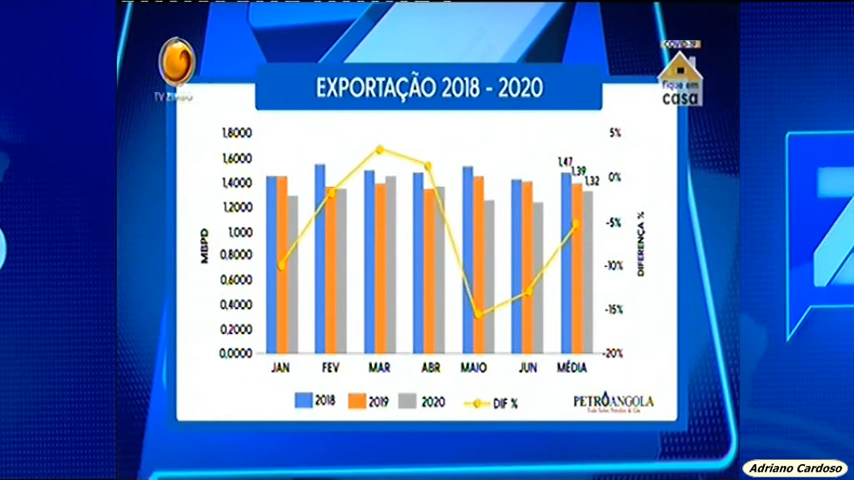 EXPORTAÇÃO 2018 - 2020
TV ZIMBO
COVID-19
fique em
casa
1,8000
1,6000
1,4000
1,2000
1,000
0,8000
0,6000
0,4000
0,2000
0,0000
MBPD
5%
0%
-5%
-10%
-15%
-20%
DIFERENÇA %
1,47
1,39
1,32
JAN FEV MAR ABR MAIO JUN MÉDIA
2018 2019 2020 DIF %
PETROANGOLA
Adriano Cardoso